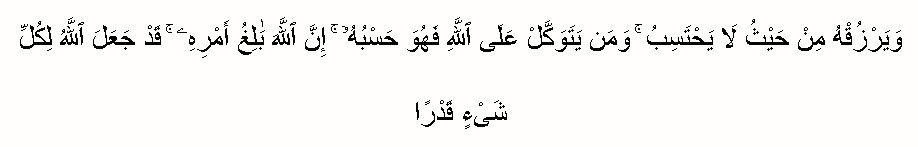 وَيَرْزُقْهُ مِنْ حَيْثُ لَا يَحْتَسِبُ ۚ وَمَن يَتَوَكَّلْ عَلَى ٱللَّهِ فَهُوَ حَسْبُهُۥٓ ۚ إِنَّ ٱللَّهَ بَٰلِغُ أَمْرِهِۦ ۚ قَدْ جَعَلَ ٱللَّهُ لِكُلِّ
شَىْءٍ قَدْرًا